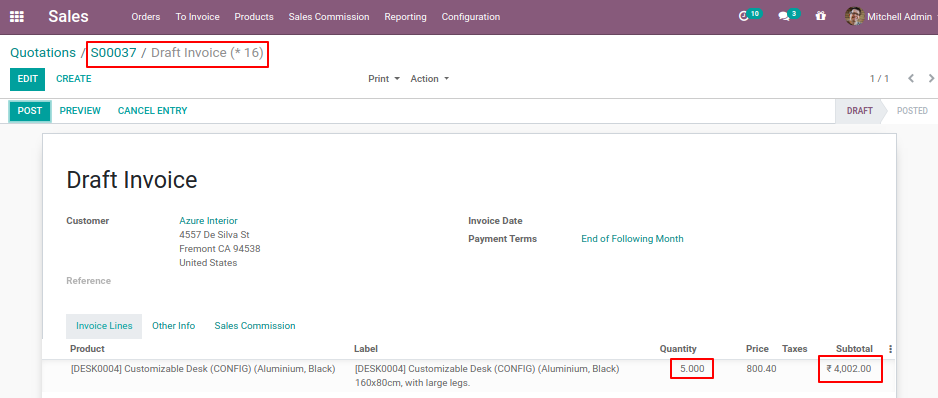 Sales Orders To Invoice Products Sales Commission Reporting Configuration 10 3 Mitchell Admin
Quotations / S00037 / Draft Invoice (* 16)
EDIT CREATE Print Action 1 / 1
POST PREVIEW CANCEL ENTRY DRAFT POSTED
Draft Invoice
Customer Azure Interior Invoice Date
4557 De Silva St
Payment Terms End of Following Month
Fremont CA 94538
United States
Reference
Invoice Lines Other Info Sales Commission
Product Label Quantity Price Taxes Subtotal
[DESK0004] Customizable Desk (CONFIG) (Aluminium, Black) [DESK0004] Customizable Desk (CONFIG) (Aluminium, Black) 5.000 800.40 ₹ 4,002.00
160x80cm, with large legs.